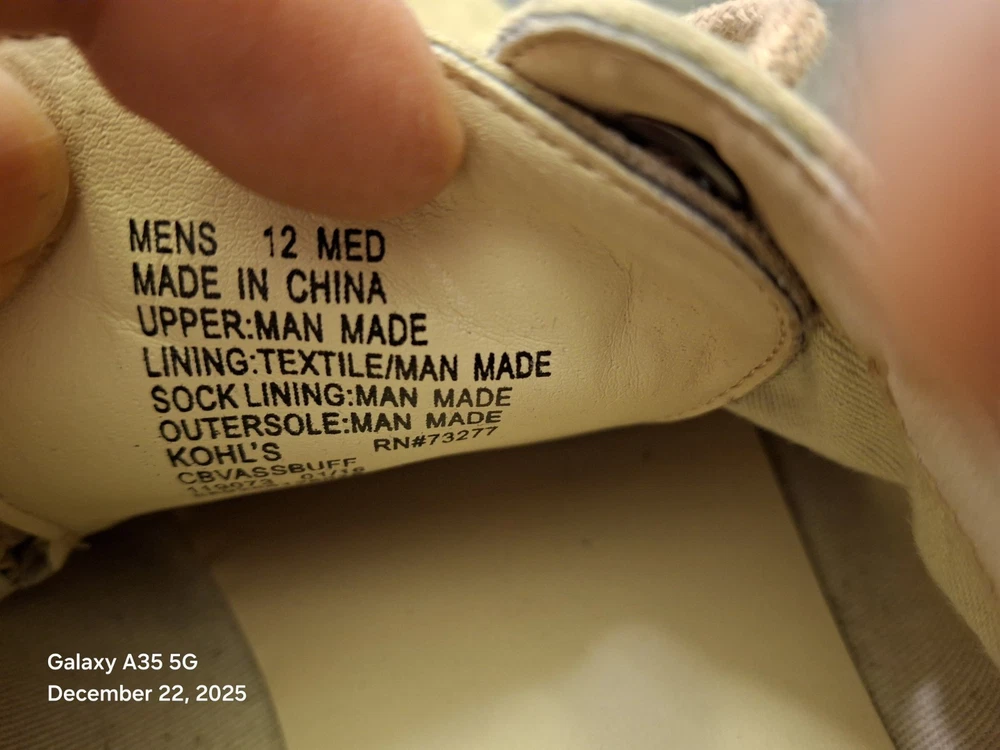 MENS 12 MED
MADE IN CHINA
UPPER:MAN MADE
LINING:TEXTILE/MAN MADE
SOCK LINING:MAN MADE
OUTERSOLE:MAN MADE
KOHL'S RN#73277
CBVASSBUFF
Galaxy A35 5G
December 22, 2025